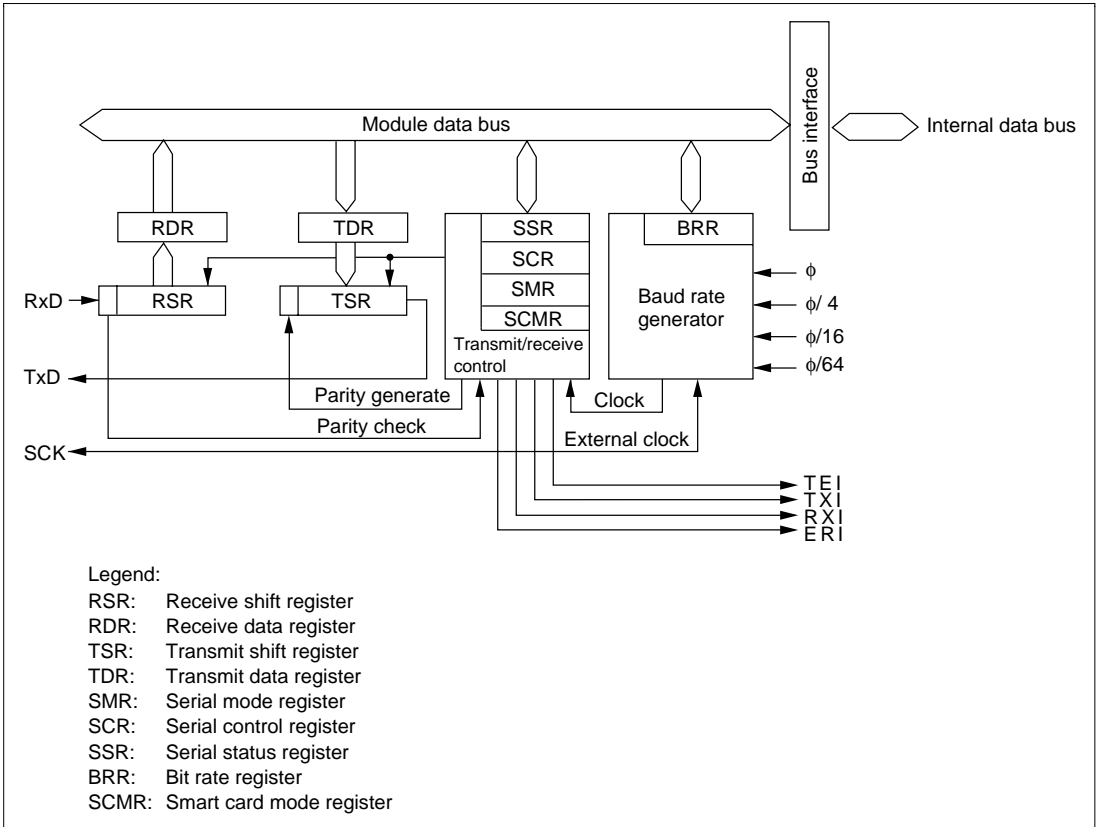 Module data bus
Bus interface
Internal data bus
RDR
TDR
SSR
BRR
SCR
SMR
SCMR
Transmit/receive
control
Baud rate
generator
φ
φ/ 4
φ/16
φ/64
RxD
RSR
TSR
TxD
Parity generate
Clock
Parity check
External clock
SCK
TEI
TXI
RXI
ERI
Legend:
RSR: Receive shift register
RDR: Receive data register
TSR: Transmit shift register
TDR: Transmit data register
SMR: Serial mode register
SCR: Serial control register
SSR: Serial status register
BRR: Bit rate register
SCMR: Smart card mode register